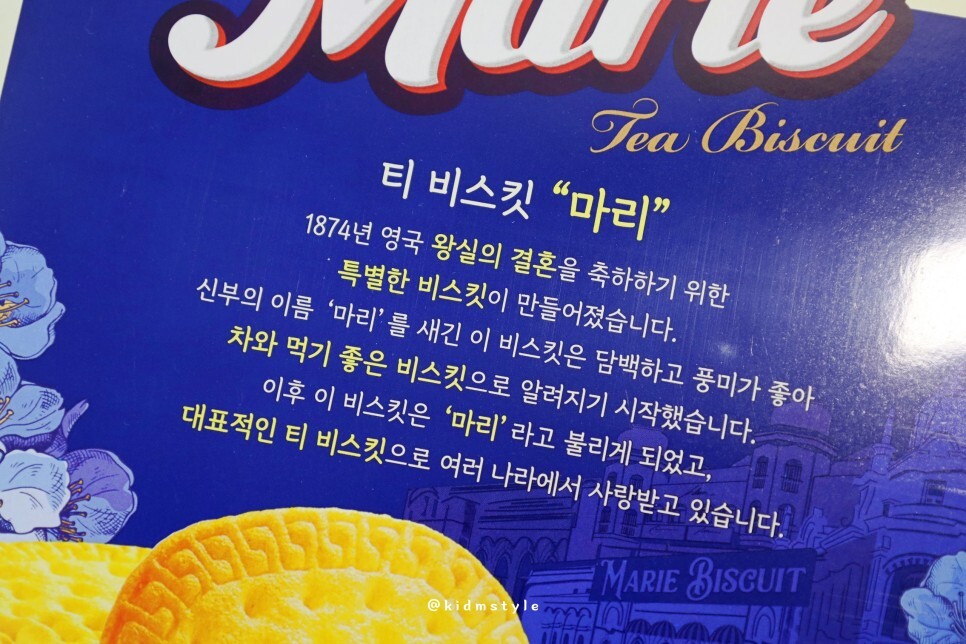 Marie
Tea Biscuit
티 비스킷 “마리”
1874년 영국 왕실의 결혼을 축하하기 위한
특별한 비스킷이 만들어졌습니다.
신부의 이름 ‘마리’를 새긴 이 비스킷은 담백하고 풍미가 좋아
차와 먹기 좋은 비스킷으로 알려지기 시작했습니다.
이후 이 비스킷은 ‘마리’라고 불리게 되었고,
대표적인 티 비스킷으로 여러 나라에서 사랑받고 있습니다.
MARIE BISCUIT
@kidmstyle